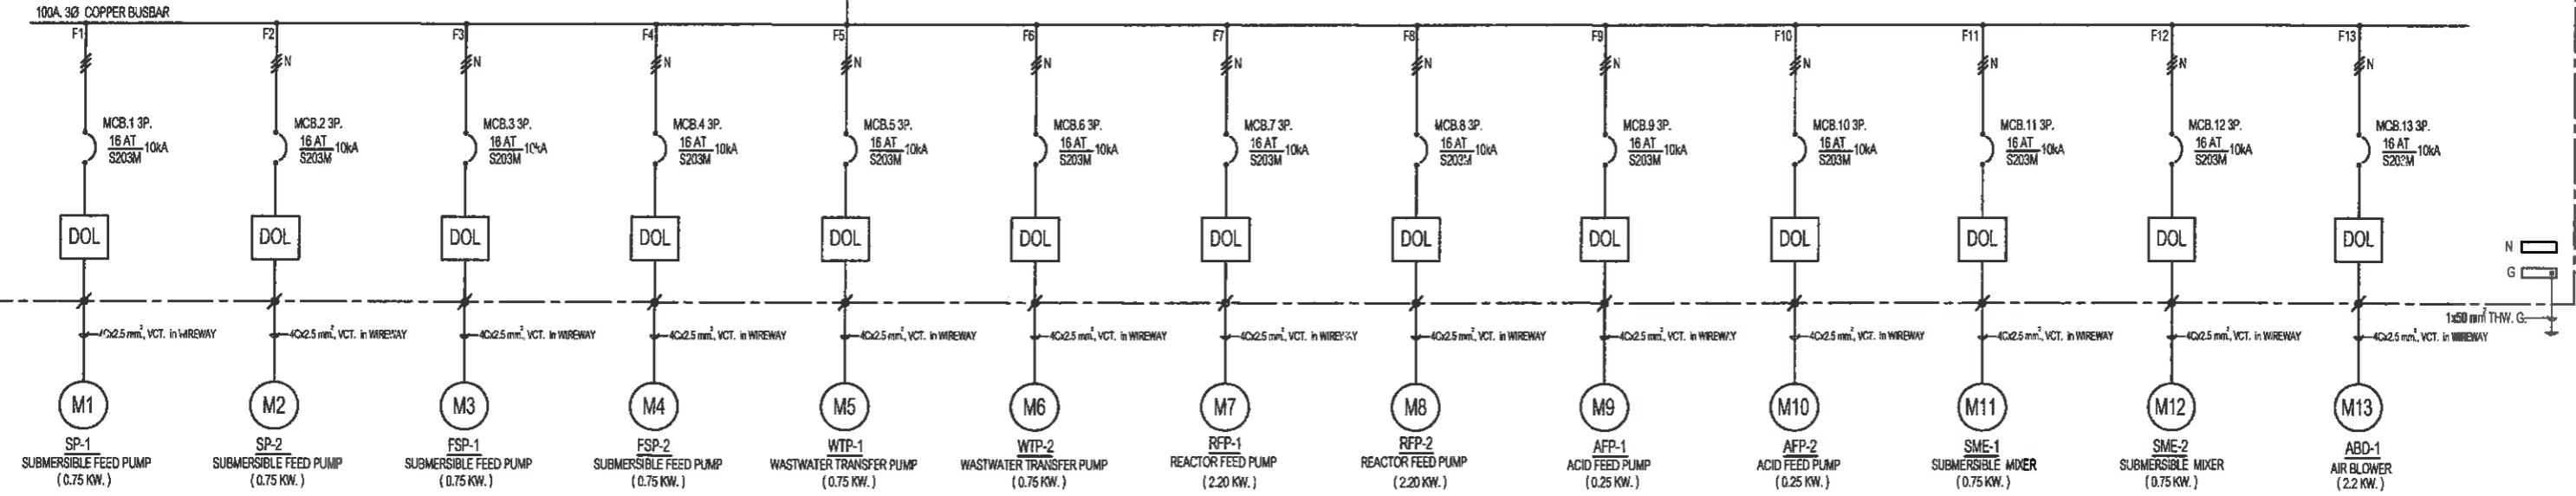 100A. 3Ø COPPER BUSBAR
F1
F2
F3
F4
F5
F6
F7
F8
F9
F10
F11
F12
F13
N
N
N
N
N
N
N
N
N
N
N
N
MCB.1 3P.
16 AT
S203M
10kA
MCB.2 3P.
16 AT
S203M
10kA
MCB.3 3P.
16 AT
S203M
10kA
MCB.4 3P.
16 AT
S203M
10kA
MCB.5 3P.
16 AT
S203M
10kA
MCB.6 3P.
16 AT
S203M
10kA
MCB.7 3P.
16 AT
S203M
10kA
MCB.8 3P.
16 AT
S203M
10kA
MCB.9 3P.
16 AT
S203M
10kA
MCB.10 3P.
16 AT
S203M
10kA
MCB.11 3P.
16 AT
S203M
10kA
MCB.12 3P.
16 AT
S203M
10kA
MCB.13 3P.
16 AT
S203M
10kA
DOL
DOL
DOL
DOL
DOL
DOL
DOL
DOL
DOL
DOL
DOL
DOL
DOL
N
G
1x50 mm² THW. G.
4Cx2.5 mm², VCT. in WIREWAY
4Cx2.5 mm², VCT. in WIREWAY
4Cx2.5 mm², VCT. in WIREWAY
4Cx2.5 mm², VCT. in WIREWAY
4Cx2.5 mm², VCT. in WIREWAY
4Cx2.5 mm², VCT. in WIREWAY
4Cx2.5 mm², VCT. in WIREWAY
4Cx2.5 mm², VCT. in WIREWAY
4Cx2.5 mm², VCT. in WIREWAY
4Cx2.5 mm², VCT. in WIREWAY
4Cx2.5 mm², VCT. in WIREWAY
4Cx2.5 mm², VCT. in WIREWAY
4Cx2.5 mm², VCT. in WIREWAY
M1
M2
M3
M4
M5
M6
M7
M8
M9
M10
M11
M12
M13
SP-1
SUBMERSIBLE FEED PUMP
(0.75 KW.)
SP-2
SUBMERSIBLE FEED PUMP
(0.75 KW.)
FSP-1
SUBMERSIBLE FEED PUMP
(0.75 KW.)
FSP-2
SUBMERSIBLE FEED PUMP
(0.75 KW.)
WTP-1
WASTWATER TRANSFER PUMP
(0.75 KW.)
WTP-2
WASTWATER TRANSFER PUMP
(0.75 KW.)
RFP-1
REACTOR FEED PUMP
(2.20 KW.)
RFP-2
REACTOR FEED PUMP
(2.20 KW.)
AFP-1
ACID FEED PUMP
(0.25 KW.)
AFP-2
ACID FEED PUMP
(0.25 KW.)
SME-1
SUBMERSIBLE MIXER
(0.75 KW.)
SME-2
SUBMERSIBLE MIXER
(0.75 KW.)
ABD-1
AIR BLOWER
(2.2 KW.)